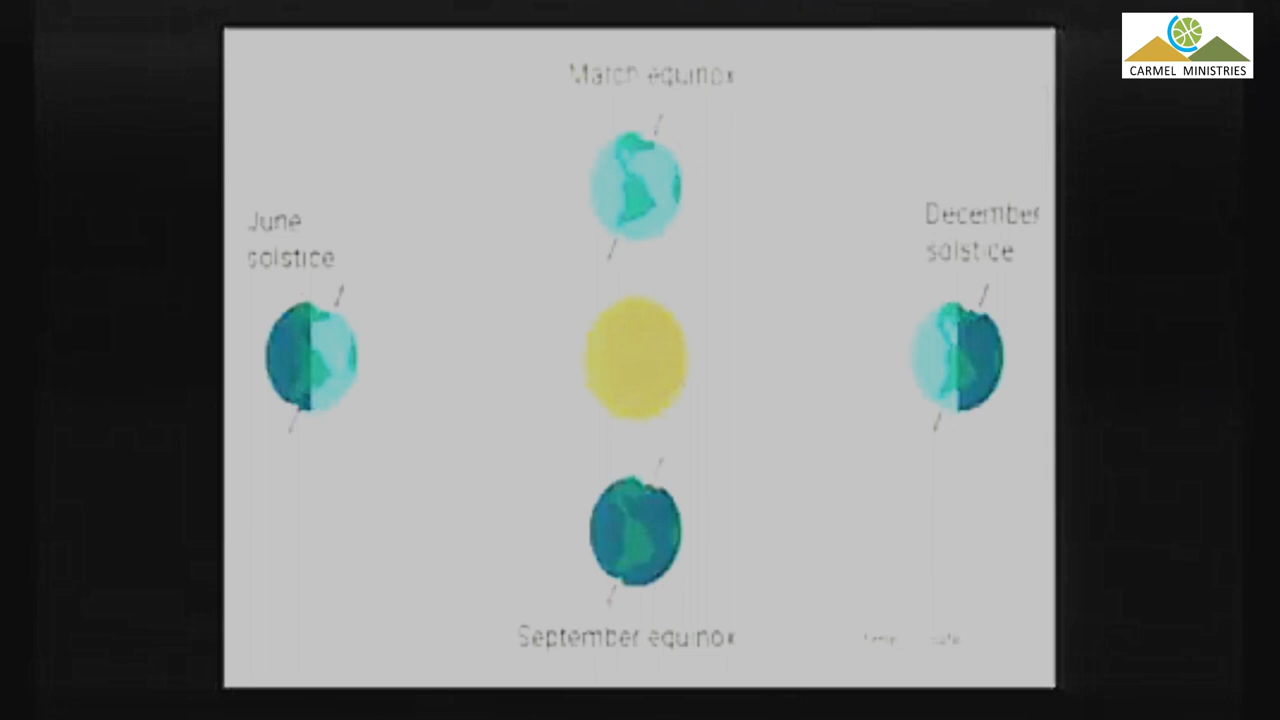 CARMEL MINISTRIES
March equinox
June
solstice
December
solstice
September equinox